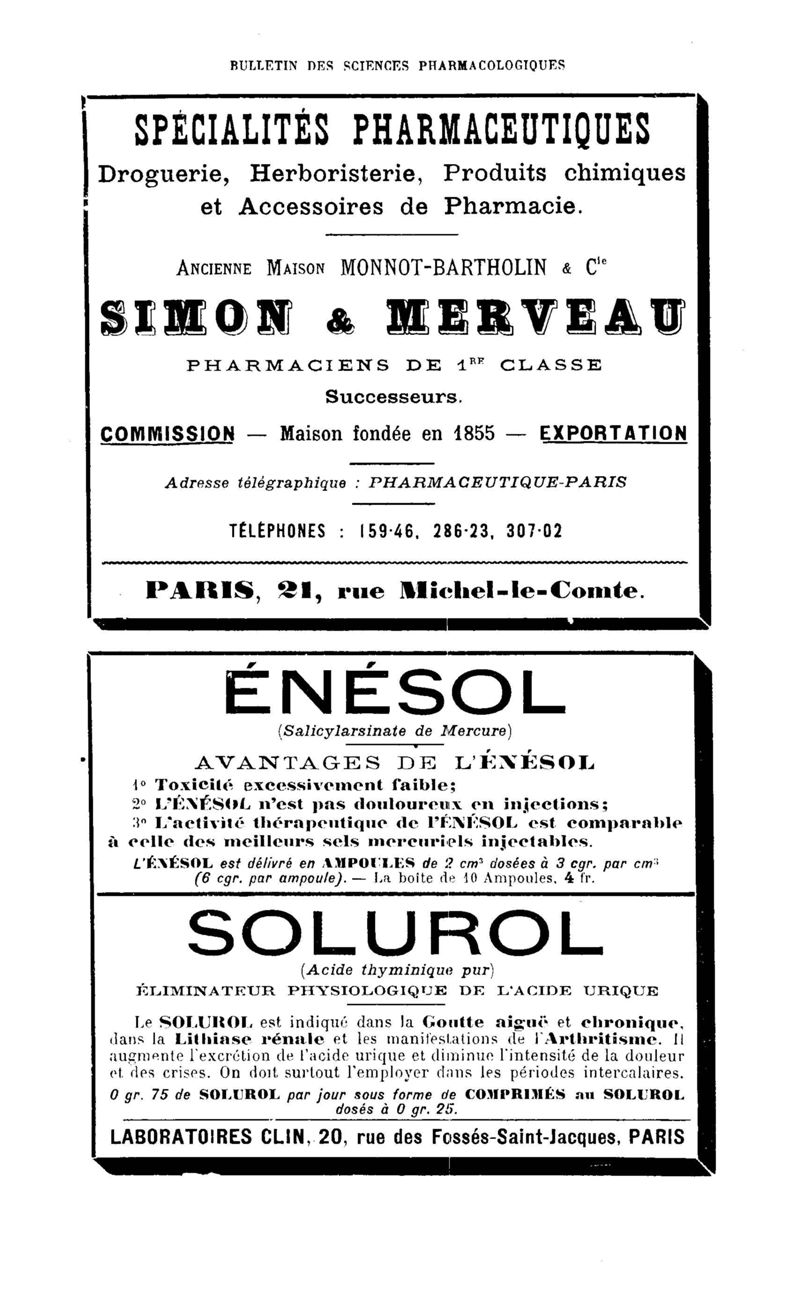 BULLETIN DES SCIENCES PHARMACOLOGIQUES
SPÉCIALITÉS PHARMACEUTIQUES
Droguerie, Herboristerie, Produits chimiques
et Accessoires de Pharmacie.
ANCIENNE MAISON MONNOT-BARTHOLIN & Cie
SIMON & MERVEAU
PHARMACIENS DE 1RE CLASSE
Successeurs.
COMMISSION — Maison fondée en 1855 — EXPORTATION
Adresse télégraphique : PHARMACEUTIQUE-PARIS
TÉLÉPHONES : 159-46, 286-23, 307-02
PARIS, 21, rue Michel-le-Comte.
ÉNÉSOL
(Salicylarsinate de Mercure)
AVANTAGES DE L'ÉNÉSOL
1° Toxicité excessivement faible;
2° L'ÉNÉSOL n'est pas douloureux en injections;
3° L'activité thérapeutique de l'ÉNÉSOL est comparable
à celle des meilleurs sels mercuriels injectables.
L'ÉNÉSOL est délivré en AMPOULES de 2 cm³ dosées à 3 cgr. par cm³
(6 cgr. par ampoule). — La boîte de 10 Ampoules, 4 fr.
SOLUROL
(Acide thyminique pur)
ÉLIMINATEUR PHYSIOLOGIQUE DE L'ACIDE URIQUE
Le SOLUROL est indiqué dans la Goutte aiguë et chronique,
dans la Lithiase rénale et les manifestations de l'Arthritisme. Il
augmente l'excrétion de l'acide urique et diminue l'intensité de la douleur
et des crises. On doit surtout l'employer dans les périodes intercalaires.
0 gr. 75 de SOLUROL par jour sous forme de COMPRIMÉS au SOLUROL
dosés à 0 gr. 25.
LABORATOIRES CLIN, 20, rue des Fossés-Saint-Jacques, PARIS